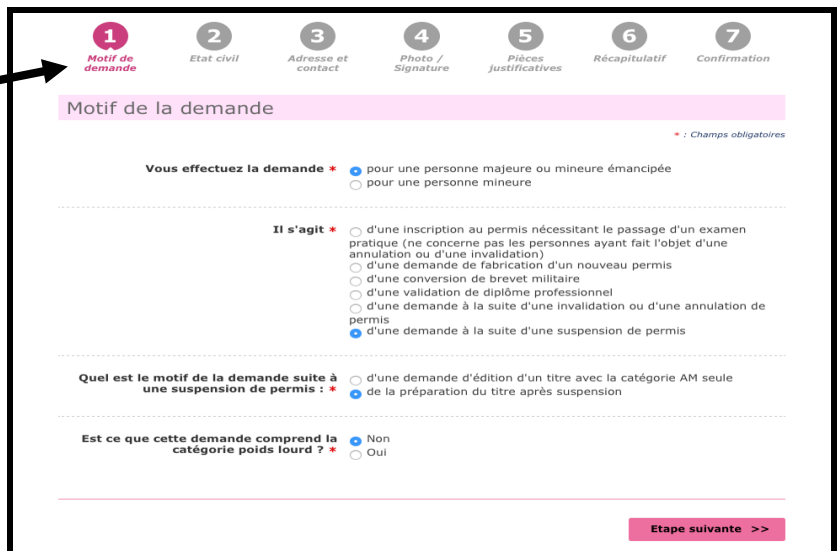 1 2 3 4 5 6 7
Motif de demande Etat civil Adresse et contact Photo / Signature Pièces justificatives Récapitulatif Confirmation
Motif de la demande
* : Champs obligatoires
Vous effectuez la demande * pour une personne majeure ou mineure émancipée
pour une personne mineure
Il s'agit * d'une inscription au permis nécessitant le passage d'un examen
pratique (ne concerne pas les personnes ayant fait l'objet d'une
annulation ou d'une invalidation)
d'une demande de fabrication d'un nouveau permis
d'une conversion de brevet militaire
d'une validation de diplôme professionnel
d'une demande à la suite d'une invalidation ou d'une annulation de
permis
d'une demande à la suite d'une suspension de permis
Quel est le motif de la demande suite à
une suspension de permis : *
d'une demande d'édition d'un titre avec la catégorie AM seule
de la préparation du titre après suspension
Est ce que cette demande comprend la
catégorie poids lourd ? *
Non
Oui
Etape suivante >>